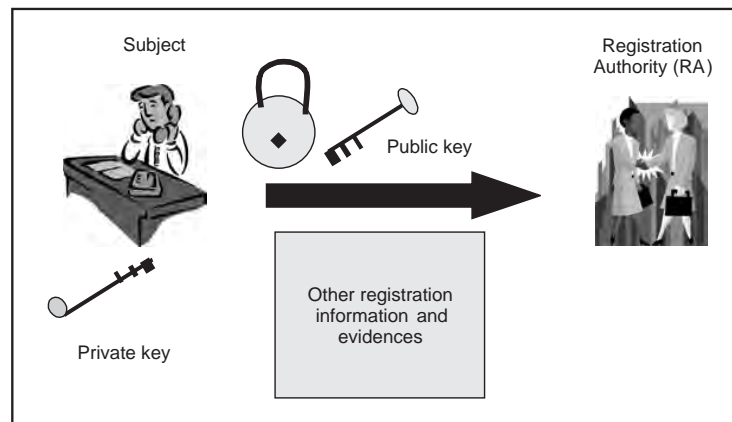 Subject
Registration
Authority (RA)
Public key
Other registration
information and
evidences
Private key